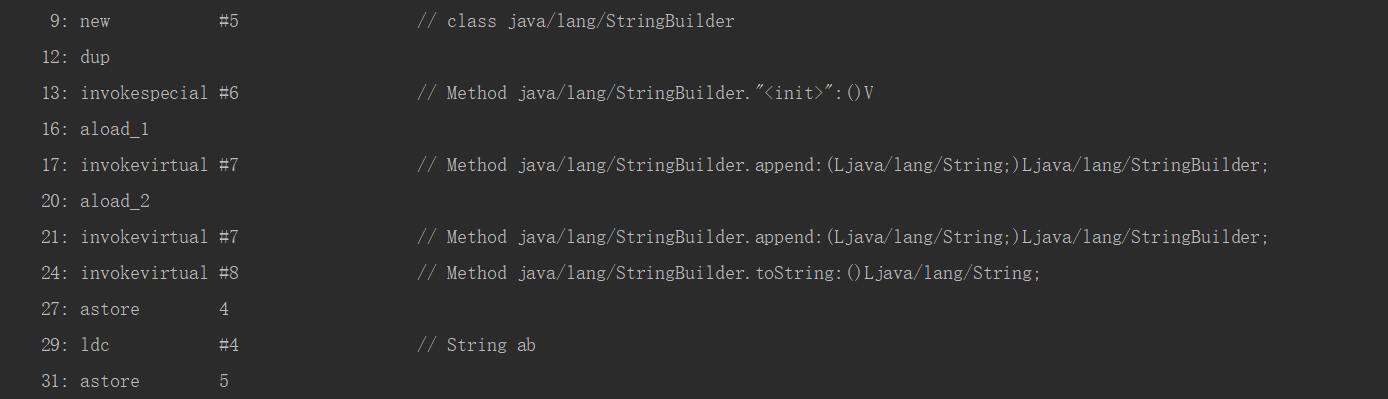 9: new #5 // class java/lang/StringBuilder
12: dup
13: invokespecial #6 // Method java/lang/StringBuilder."<init>":()V
16: aload_1
17: invokevirtual #7 // Method java/lang/StringBuilder.append:(Ljava/lang/String;)Ljava/lang/StringBuilder;
20: aload_2
21: invokevirtual #7 // Method java/lang/StringBuilder.append:(Ljava/lang/String;)Ljava/lang/StringBuilder;
24: invokevirtual #8 // Method java/lang/StringBuilder.toString:()Ljava/lang/String;
27: astore 4
29: ldc #4 // String ab
31: astore 5